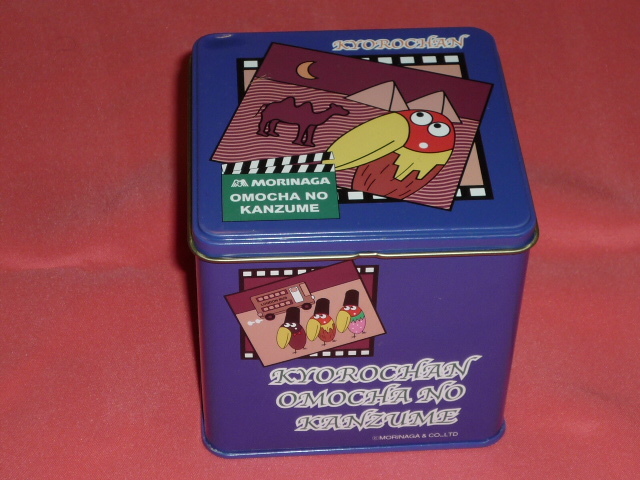 KYOROCHAN
MORINAGA
OMOCHA NO
KANZUME
KYOROCHAN
OMOCHA NO
KANZUME
©MORINAGA & CO.,LTD